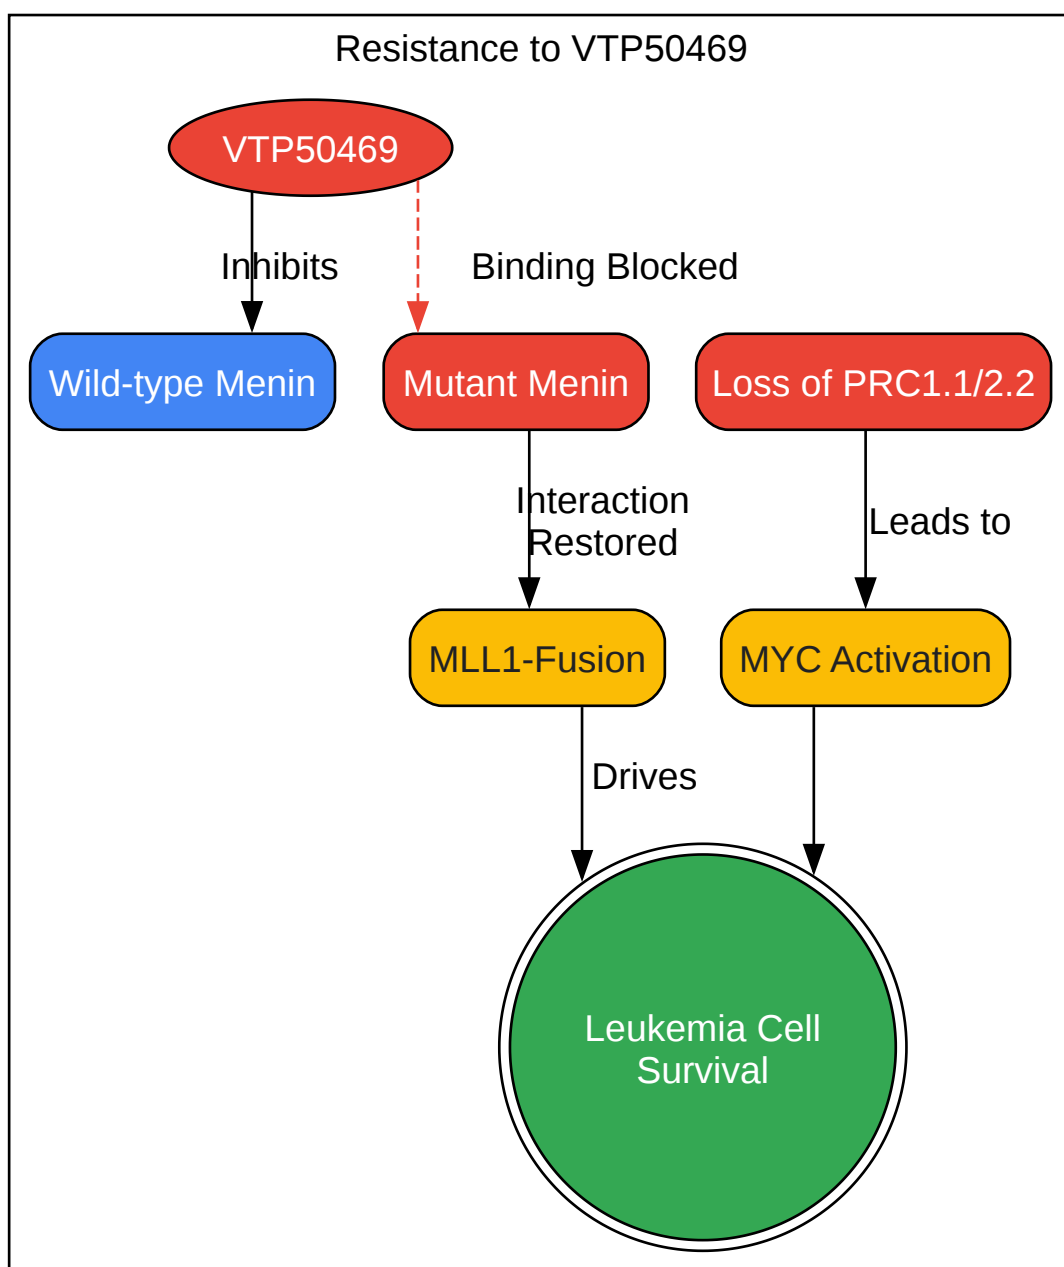 Resistance to VTP50469
VTP50469
Inhibits
Binding Blocked
Wild-type Menin
Mutant Menin
Loss of PRC1.1/2.2
Interaction
Restored
Leads to
MLL1-Fusion
MYC Activation
Drives
Leukemia Cell
Survival